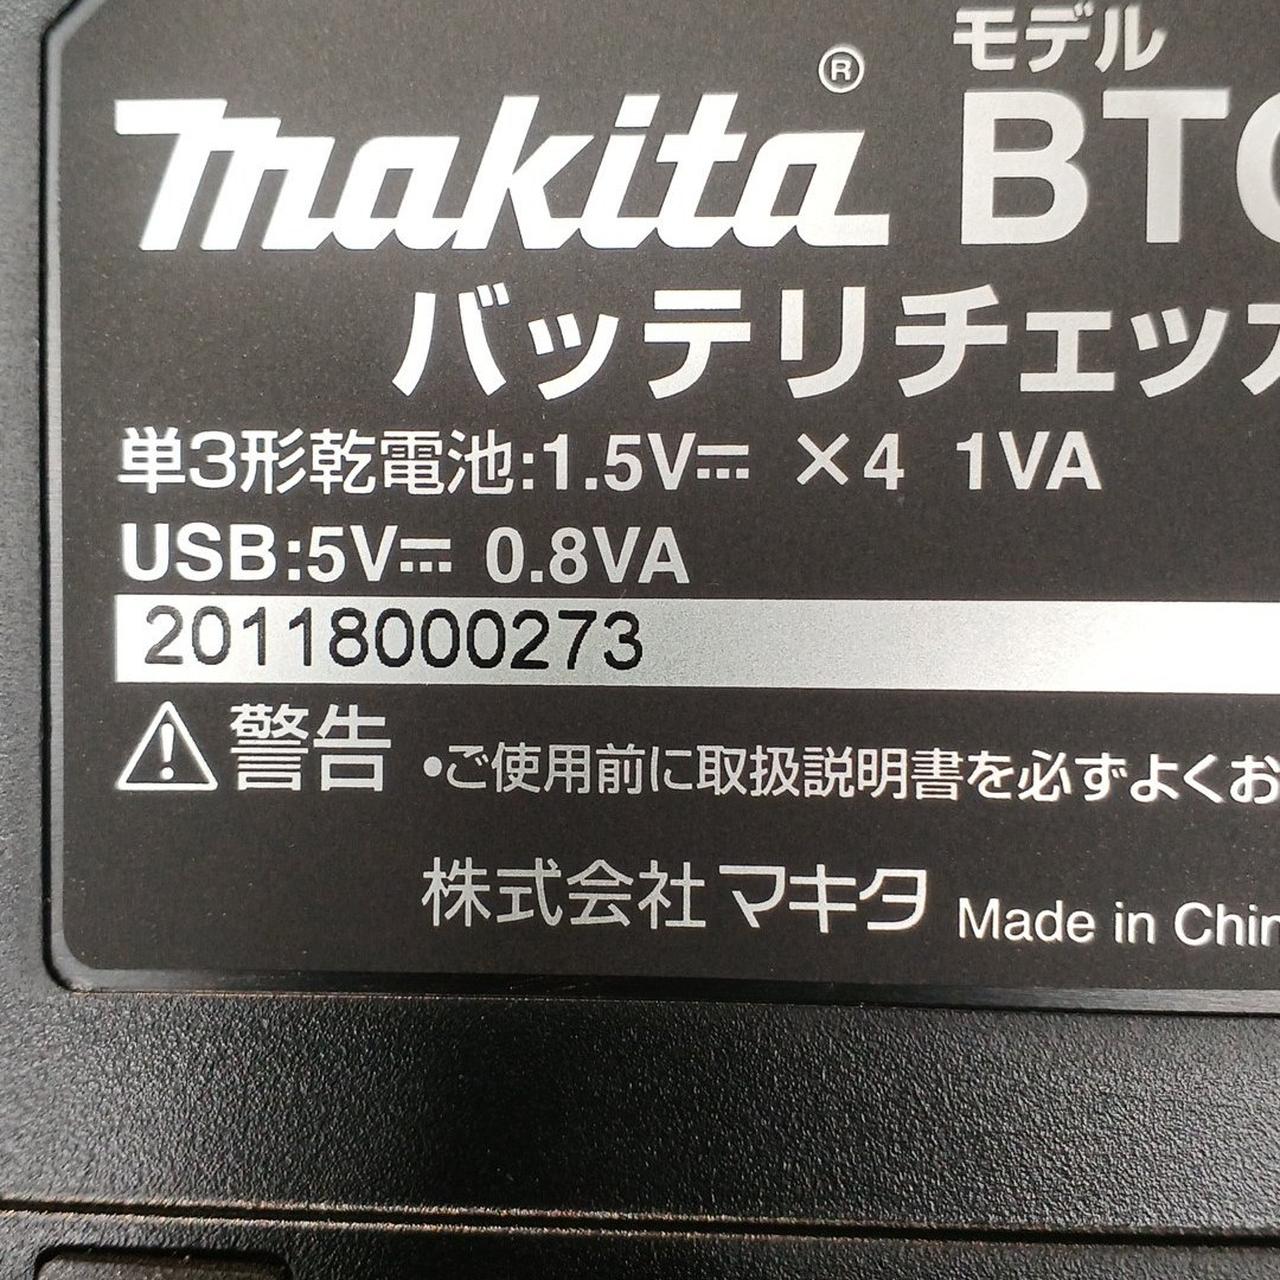 モデル
makita® BTC
バッテリチェッカ
単3形乾電池:1.5V⎓ ×4 1VA
USB:5V⎓ 0.8VA
20118000273
⚠警告 •ご使用前に取扱説明書を必ずよくお
株式会社マキタ Made in Chin